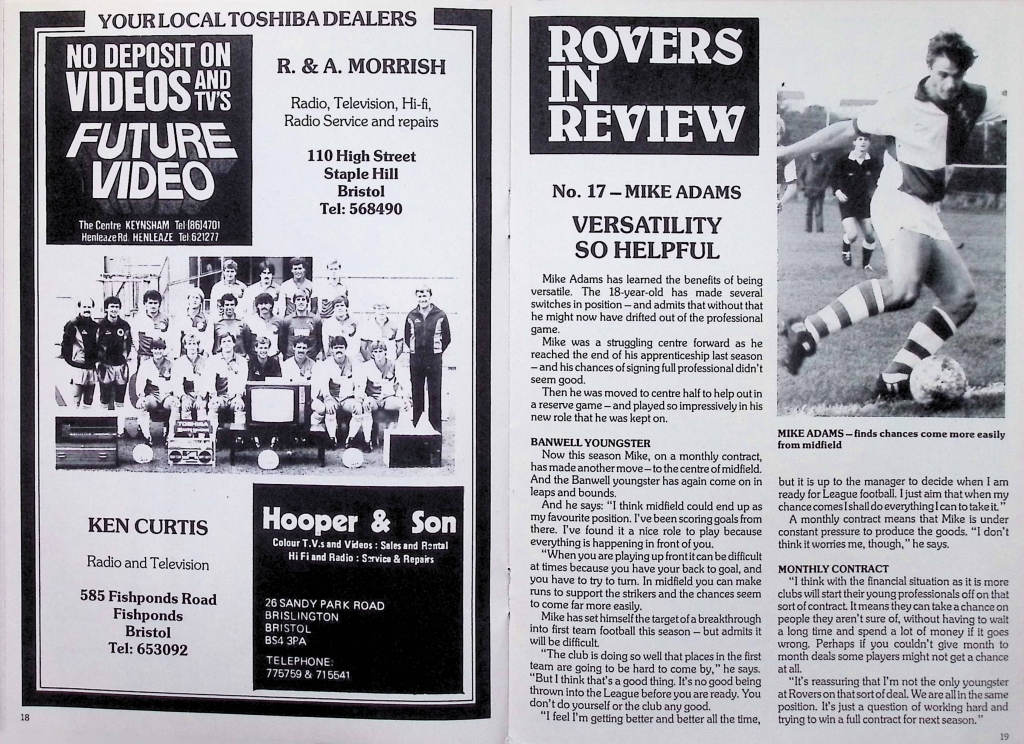 YOUR LOCAL TOSHIBA DEALERS
NO DEPOSIT ON
VIDEOS AND
TV'S
FUTURE
VIDEO
The Centre KEYNSHAM Tel (86)4701
Henleaze Rd. HENLEAZE Tel 621277
R. & A. MORRISH
Radio, Television, Hi-fi,
Radio Service and repairs
110 High Street
Staple Hill
Bristol
Tel: 568490
TOSHIBA
KEN CURTIS
Radio and Television
585 Fishponds Road
Fishponds
Bristol
Tel: 653092
Hooper & Son
Colour T.V.s and Videos : Sales and Rental
Hi Fi and Radio : Service & Repairs
26 SANDY PARK ROAD
BRISLINGTON
BRISTOL
BS4 3PA
TELEPHONE:
775759 & 715541
18
ROVERS
IN
REVIEW
No. 17 – MIKE ADAMS
VERSATILITY
SO HELPFUL
Mike Adams has learned the benefits of being
versatile. The 18-year-old has made several
switches in position – and admits that without that
he might now have drifted out of the professional
game.
Mike was a struggling centre forward as he
reached the end of his apprenticeship last season
– and his chances of signing full professional didn't
seem good.
Then he was moved to centre half to help out in
a reserve game – and played so impressively in his
new role that he was kept on.
BANWELL YOUNGSTER
Now this season Mike, on a monthly contract,
has made another move – to the centre of midfield.
And the Banwell youngster has again come on in
leaps and bounds.
And he says: "I think midfield could end up as
my favourite position. I've been scoring goals from
there. I've found it a nice role to play because
everything is happening in front of you.
"When you are playing up front it can be difficult
at times because you have your back to goal, and
you have to try to turn. In midfield you can make
runs to support the strikers and the chances seem
to come far more easily.
Mike has set himself the target of a breakthrough
into first team football this season – but admits it
will be difficult.
"The club is doing so well that places in the first
team are going to be hard to come by," he says.
"But I think that's a good thing. It's no good being
thrown into the League before you are ready. You
don't do yourself or the club any good.
"I feel I'm getting better and better all the time,
MIKE ADAMS – finds chances come more easily
from midfield
but it is up to the manager to decide when I am
ready for League football. I just aim that when my
chance comes I shall do everything I can to take it."
A monthly contract means that Mike is under
constant pressure to produce the goods. "I don't
think it worries me, though," he says.
MONTHLY CONTRACT
"I think with the financial situation as it is more
clubs will start their young professionals off on that
sort of contract. It means they can take a chance on
people they aren't sure of, without having to wait
a long time and spend a lot of money if it goes
wrong. Perhaps if you couldn't give month to
month deals some players might not get a chance
at all.
"It's reassuring that I'm not the only youngster
at Rovers on that sort of deal. We are all in the same
position. It's just a question of working hard and
trying to win a full contract for next season."
19